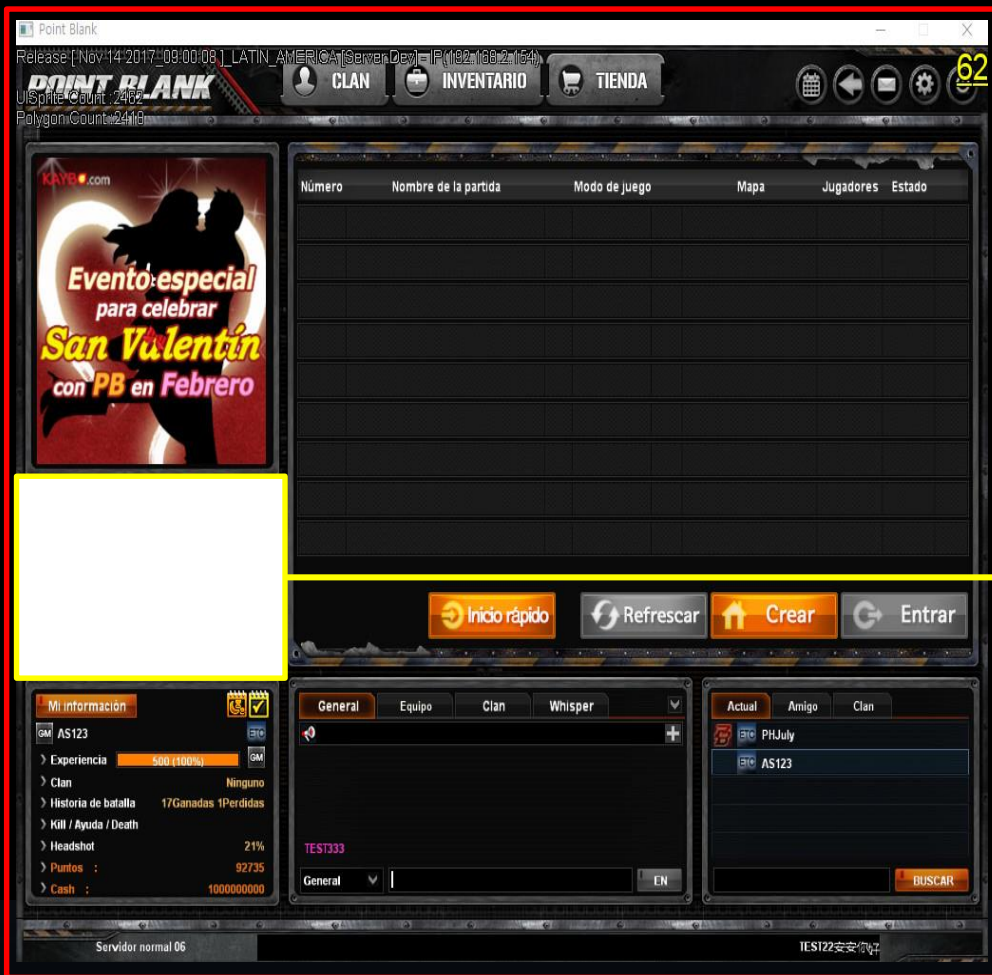 Point Blank
Release [ Nov 14 2017_09:00:08 ]_LATIN_AMERICA [Server Dev] - IP(192.168.2.154)
62
POINT BLANK
CLAN
INVENTARIO
TIENDA
UISprite Count : 2462
Polygon Count : 2418
KAYBO.com
Evento especial
para celebrar
San Valentín
con PB en Febrero
Número Nombre de la partida Modo de juego Mapa Jugadores Estado
Inicio rápido Refrescar Crear Entrar
Mi información
GM AS123
Experiencia 500 (100%) GM
Clan Ninguno
Historia de batalla 17Ganadas 1Perdidas
Kill / Ayuda / Death
Headshot 21%
Puntos : 92735
Cash : 1000000000
General Equipo Clan Whisper
TEST333
General EN
Actual Amigo Clan
PHJuly
AS123
BUSCAR
Servidor normal 06
TEST22安安你好